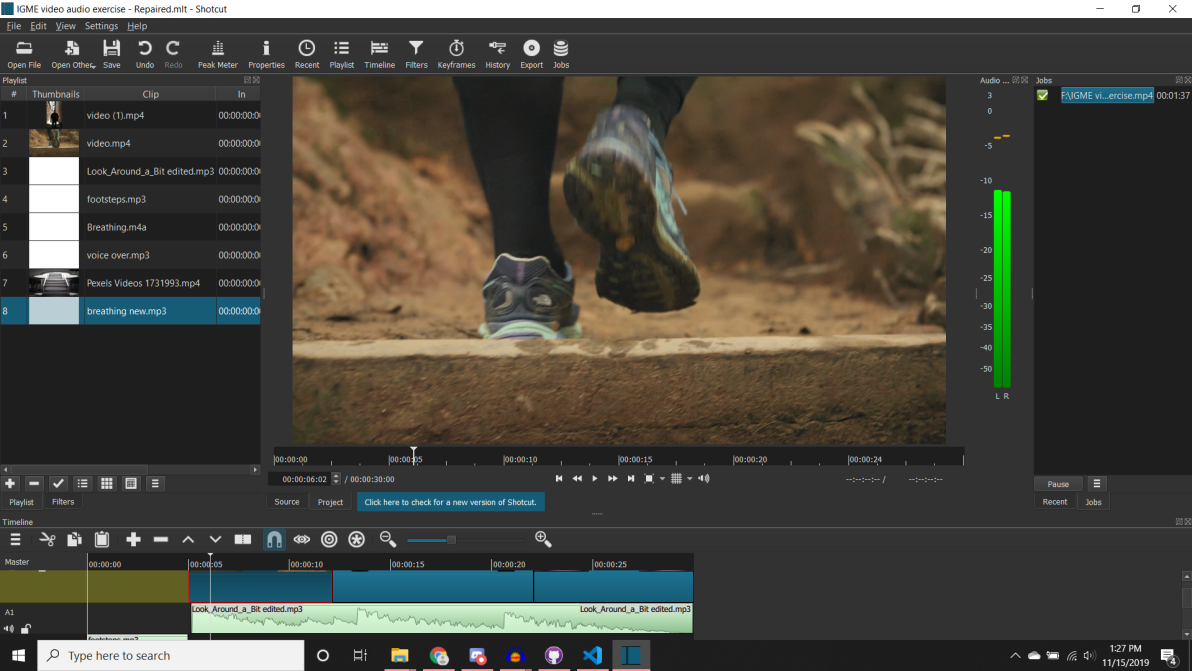 IGME video audio exercise - Repaired.mlt - Shotcut
File Edit View Settings Help
Open File Open Other Save Undo Redo Peak Meter Properties Recent Playlist Timeline Filters Keyframes History Export Jobs
Playlist
# Thumbnails Clip In
1 video (1).mp4 00:00:00:0
2 video.mp4 00:00:00:0
3 Look_Around_a_Bit edited.mp3 00:00:00:0
4 footsteps.mp3 00:00:00:0
5 Breathing.m4a 00:00:00:0
6 voice over.mp3 00:00:00:0
7 Pexels Videos 1731993.mp4 00:00:00:0
8 breathing new.mp3 00:00:00:0
Playlist Filters
00:00:00 00:00:05 00:00:10 00:00:15 00:00:20 00:00:24
00:00:06:02 / 00:00:30:00 --:--:--:-- / --:--:--:--
Source Project Click here to check for a new version of Shotcut.
Audio ...
3
0
-5
-10
-15
-20
-25
-30
-35
-40
-50
L R
Jobs
F:\IGME vi...ercise.mp4 00:01:37
Pause
Recent Jobs
Timeline
Master
00:00:00 00:00:05 00:00:10 00:00:15 00:00:20 00:00:25
A1
Look_Around_a_Bit edited.mp3 Look_Around_a_Bit edited.mp3
footsteps.mp3
Type here to search
1:27 PM
11/15/2019
4